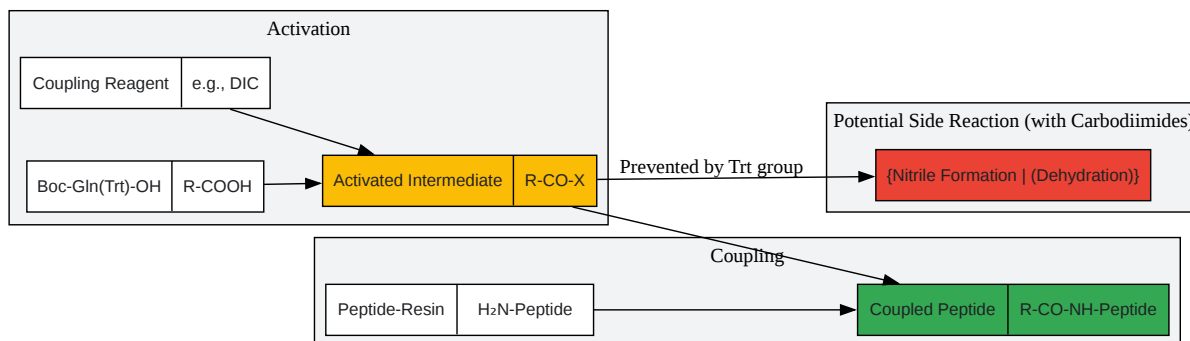 Activation
Coupling Reagent e.g., DIC
Potential Side Reaction (with Carbodiimides)
Boc-Gln(Trt)-OH R-COOH
Activated Intermediate R-CO-X
Prevented by Trt group
{Nitrile Formation | (Dehydration)}
Coupling
Peptide-Resin H₂N-Peptide
Coupled Peptide R-CO-NH-Peptide